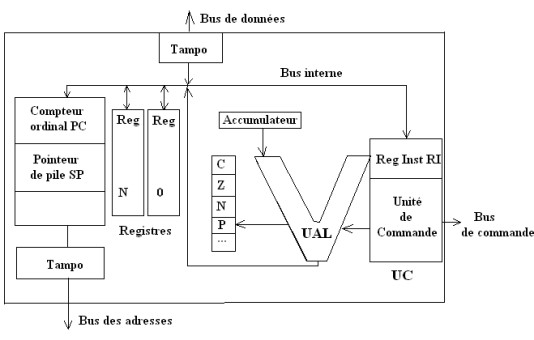 Bus de données
Tampo
Bus interne
Compteur
ordinal PC
Reg
Reg
Accumulateur
Pointeur
de pile SP
C
Z
N
P
...
Reg Inst RI
N
0
Unité
de
Commande
Bus
de commande
Registres
UAL
Tampo
UC
Bus des adresses